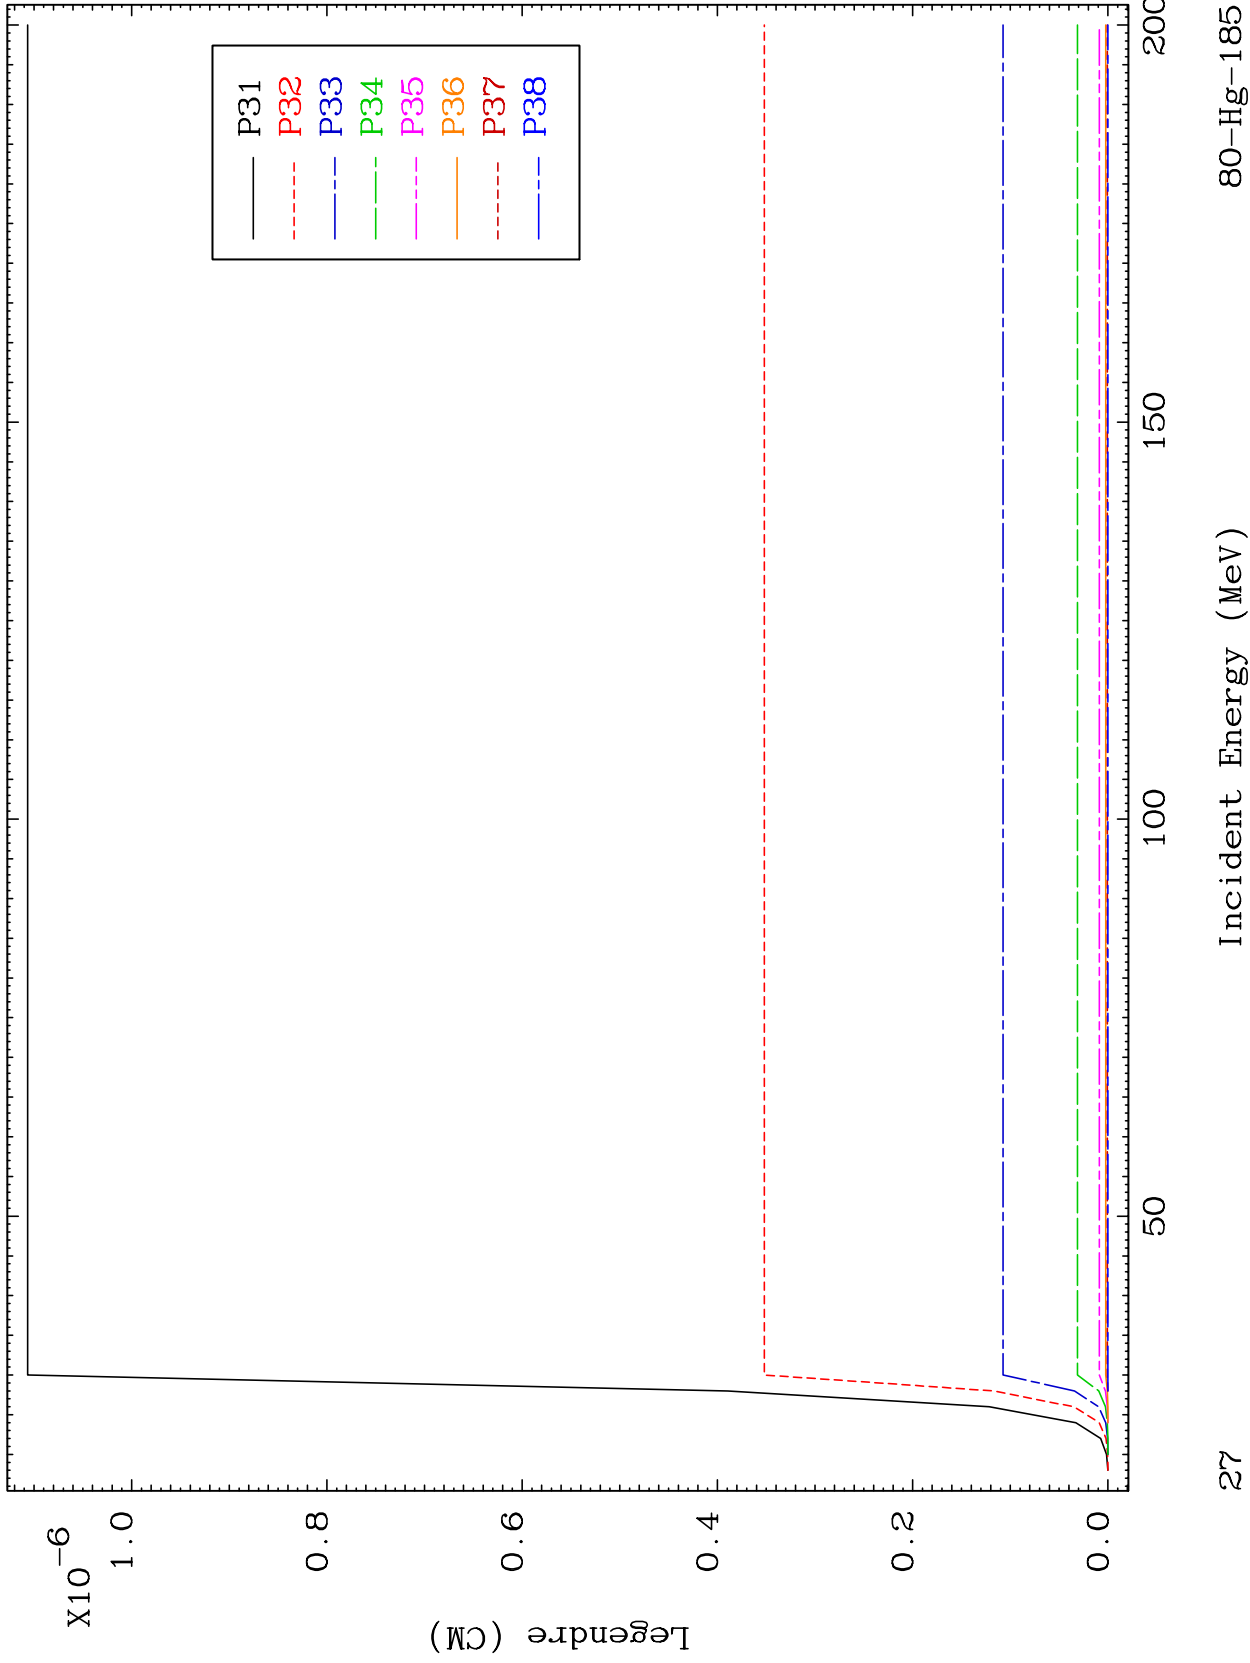 X10-6
1.0
0.8
0.6
0.4
0.2
0.0
Legendre (CM)
P31
P32
P33
P34
P35
P36
P37
P38
50
100
150
200
Incident Energy (MeV)
27
80-Hg-185